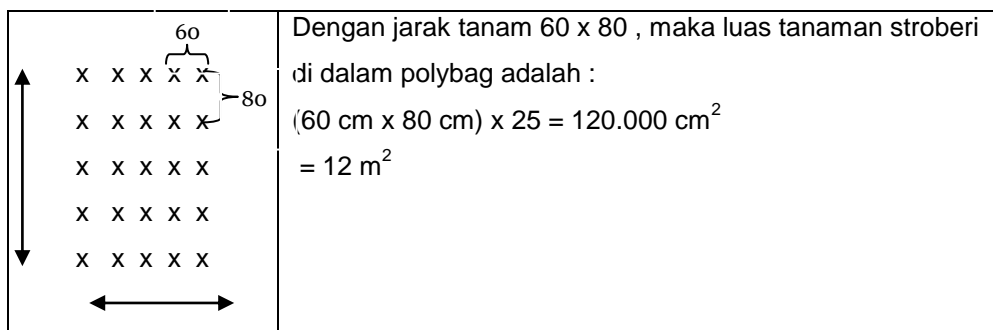 60
x x x x x
80
x x x x x
x x x x x
x x x x x
x x x x x
Dengan jarak tanam 60 x 80 , maka luas tanaman stroberi
di dalam polybag adalah :
(60 cm x 80 cm) x 25 = 120.000 cm²
= 12 m²